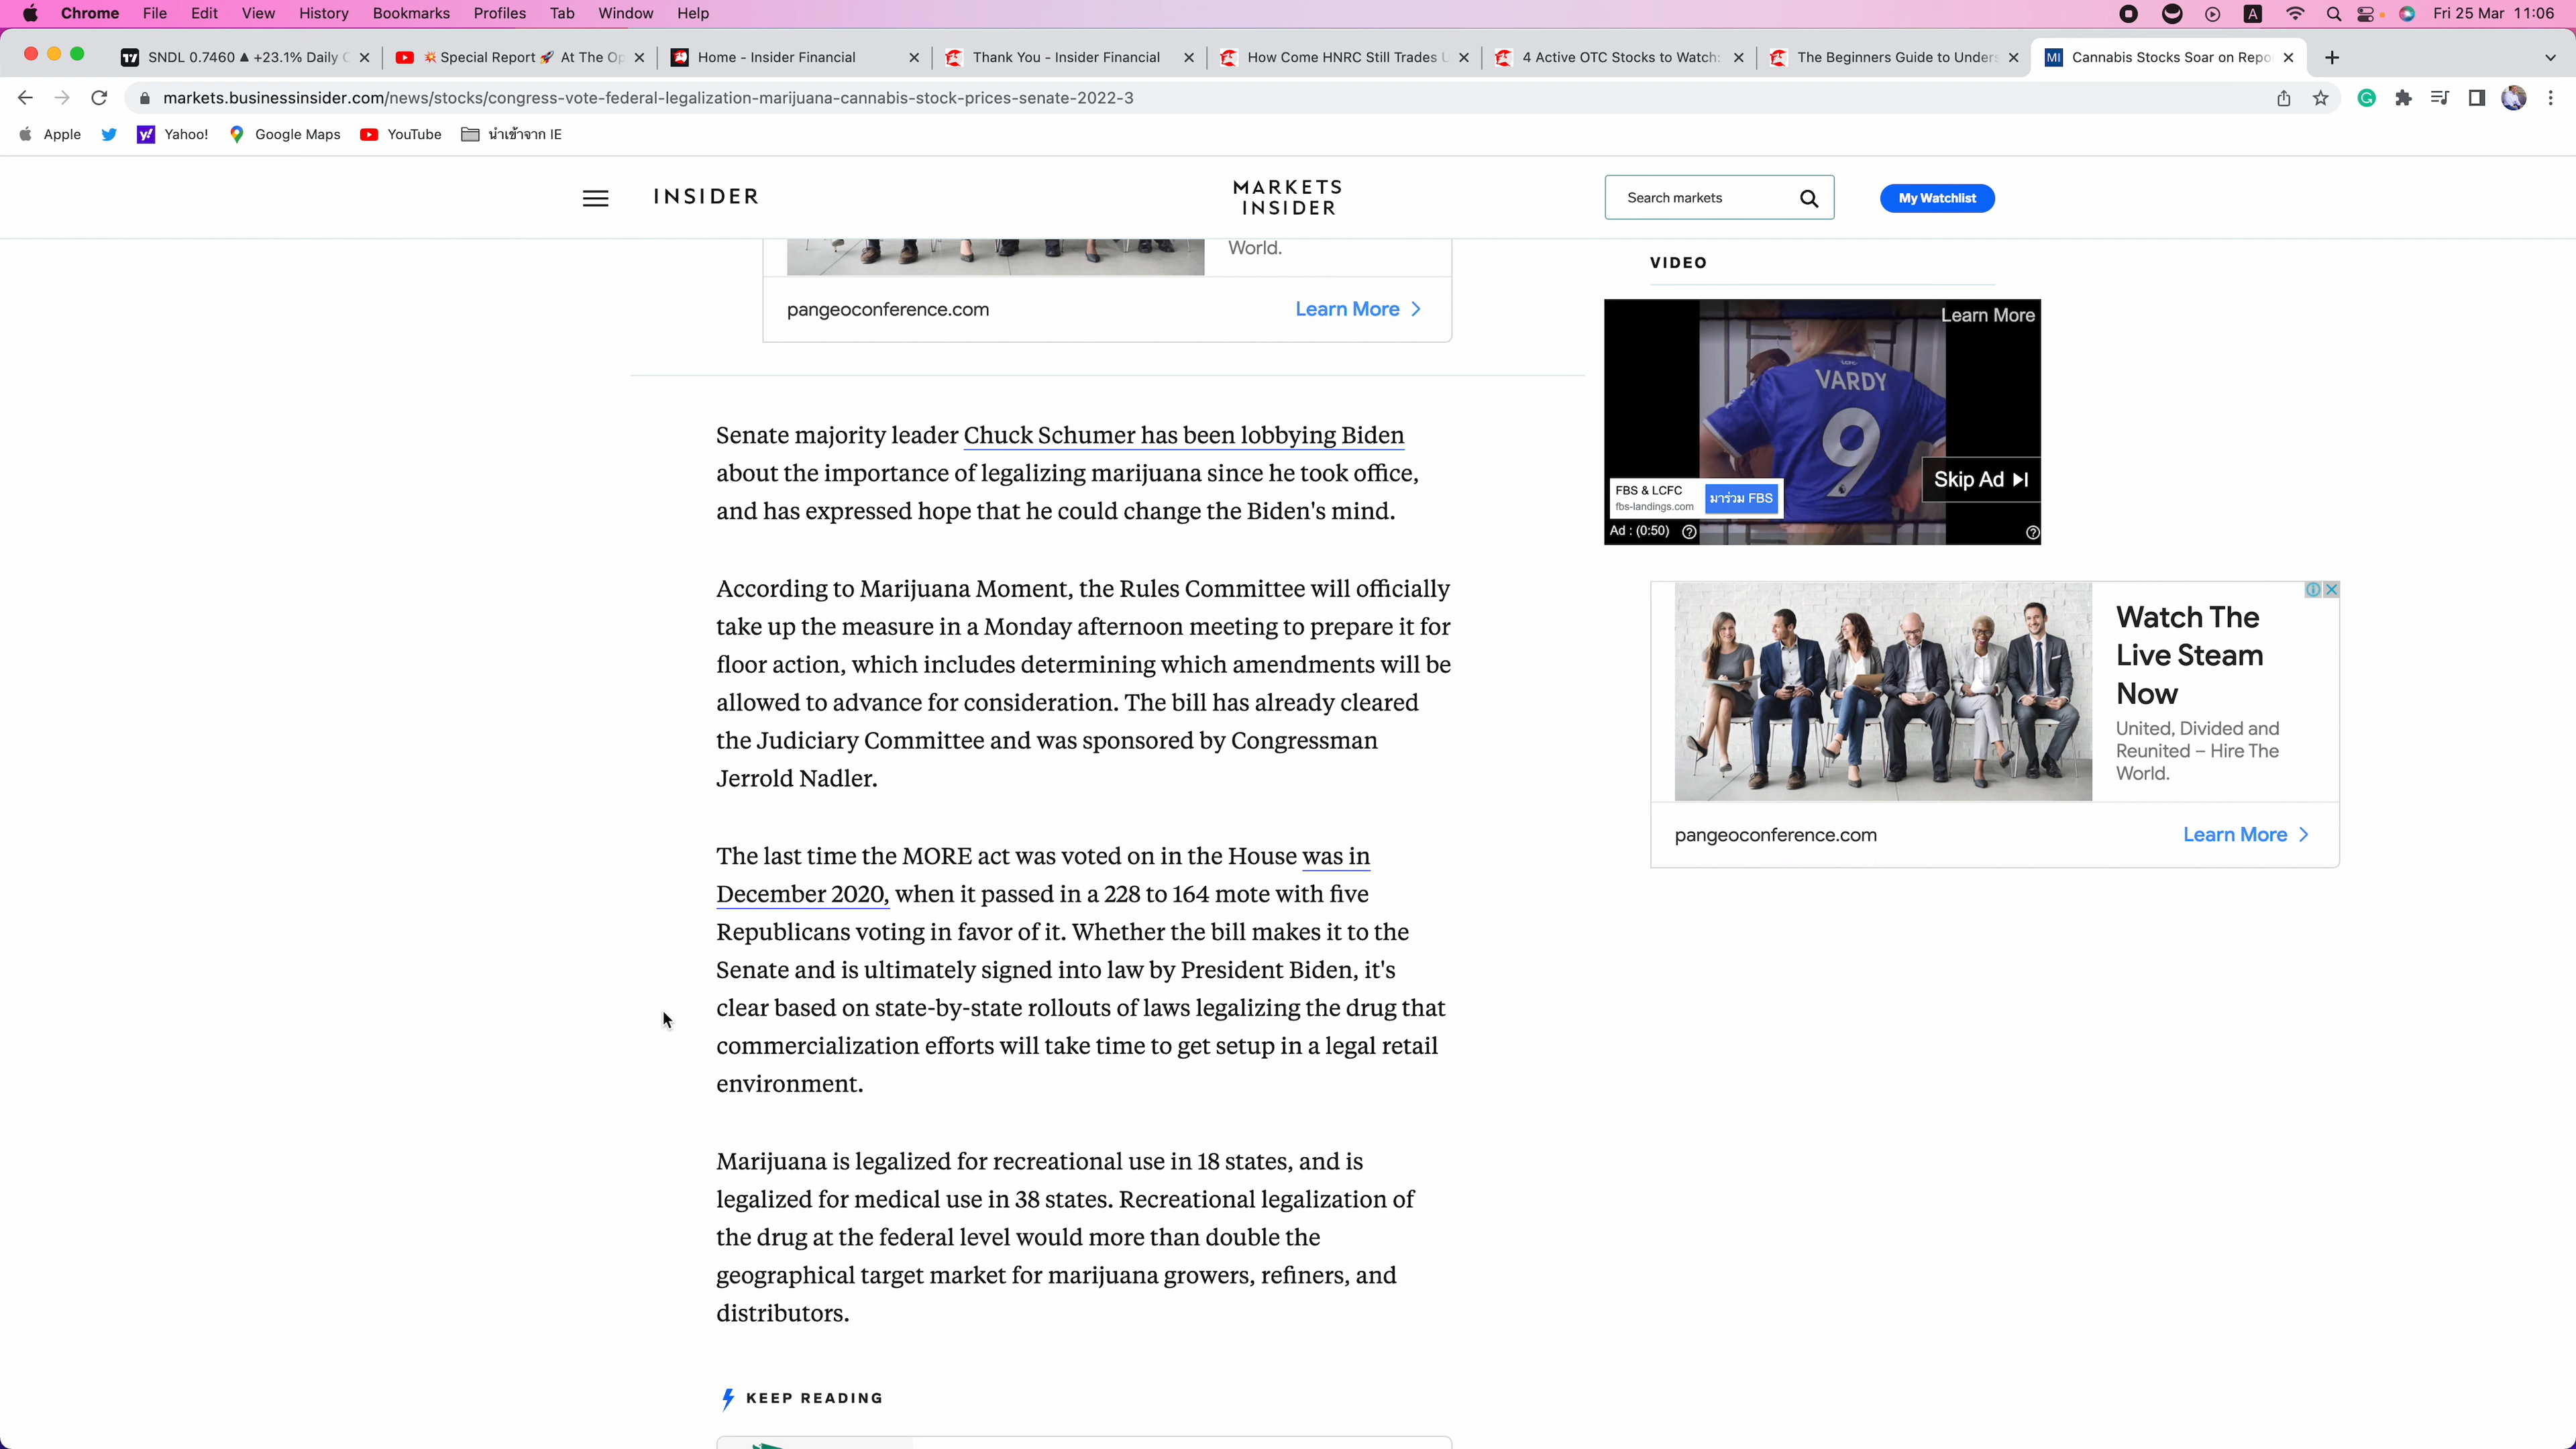 Chrome File Edit View History Bookmarks Profiles Tab Window Help
A Fri 25 Mar 11:06
SNDL 0.7460 ▲ +23.1% Daily
💥 Special Report 🚀 At The Op
Home - Insider Financial
Thank You - Insider Financial
How Come HNRC Still Trades U
4 Active OTC Stocks to Watch:
The Beginners Guide to Unders
MI Cannabis Stocks Soar on Repo
markets.businessinsider.com/news/stocks/congress-vote-federal-legalization-marijuana-cannabis-stock-prices-senate-2022-3
Apple Yahoo! Google Maps YouTube นำเข้าจาก IE
INSIDER
MARKETS
INSIDER
Search markets
My Watchlist
World.
pangeoconference.com Learn More
Senate majority leader Chuck Schumer has been lobbying Biden
about the importance of legalizing marijuana since he took office,
and has expressed hope that he could change the Biden's mind.
According to Marijuana Moment, the Rules Committee will officially
take up the measure in a Monday afternoon meeting to prepare it for
floor action, which includes determining which amendments will be
allowed to advance for consideration. The bill has already cleared
the Judiciary Committee and was sponsored by Congressman
Jerrold Nadler.
The last time the MORE act was voted on in the House was in
December 2020, when it passed in a 228 to 164 mote with five
Republicans voting in favor of it. Whether the bill makes it to the
Senate and is ultimately signed into law by President Biden, it's
clear based on state-by-state rollouts of laws legalizing the drug that
commercialization efforts will take time to get setup in a legal retail
environment.
Marijuana is legalized for recreational use in 18 states, and is
legalized for medical use in 38 states. Recreational legalization of
the drug at the federal level would more than double the
geographical target market for marijuana growers, refiners, and
distributors.
KEEP READING
VIDEO
Learn More
VARDY
9
Skip Ad
FBS & LCFC
fbs-landings.com
มาร่วม FBS
Ad : (0:50)
Watch The
Live Steam
Now
United, Divided and
Reunited – Hire The
World.
pangeoconference.com Learn More